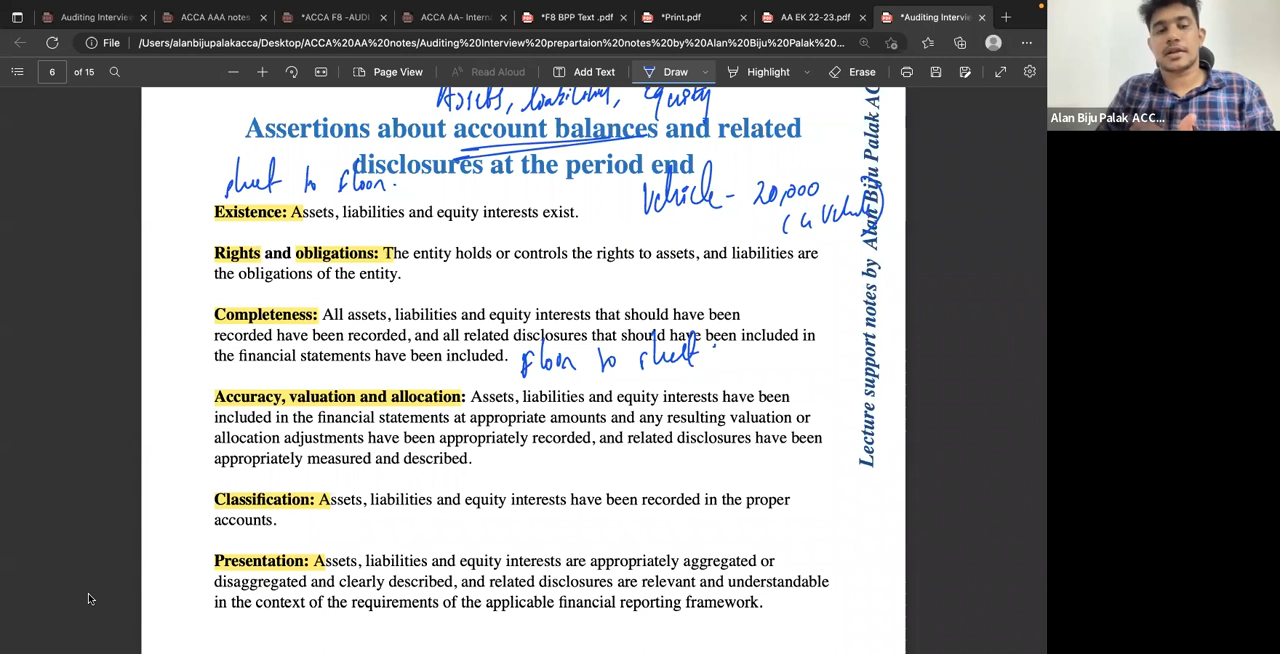 Auditing Intervie
ACCA AAA notes
*ACCA F8 -AUDI
ACCA AA- Interna
*F8 BPP Text .pdf
*Print.pdf
AA EK 22-23.pdf
*Auditing Intervie
File
/Users/alanbijupalakacca/Desktop/ACCA%20AA%20notes/Auditing%20Interview%20prepartaion%20notes%20by%20Alan%20Biju%20Palak%20...
6 of 15
Page View
Read Aloud
Add Text
Draw
Highlight
Erase
Alan Biju Palak ACC...
Assets, liability, Equity
Assertions about account balances and related
disclosures at the period end
sheet to floor.
Vehicle - 20,000
(4 Vehicle)
Existence: Assets, liabilities and equity interests exist.
Rights and obligations: The entity holds or controls the rights to assets, and liabilities are
the obligations of the entity.
Completeness: All assets, liabilities and equity interests that should have been
recorded have been recorded, and all related disclosures that should have been included in
the financial statements have been included.
floor to sheet.
Accuracy, valuation and allocation: Assets, liabilities and equity interests have been
included in the financial statements at appropriate amounts and any resulting valuation or
allocation adjustments have been appropriately recorded, and related disclosures have been
appropriately measured and described.
Classification: Assets, liabilities and equity interests have been recorded in the proper
accounts.
Presentation: Assets, liabilities and equity interests are appropriately aggregated or
disaggregated and clearly described, and related disclosures are relevant and understandable
in the context of the requirements of the applicable financial reporting framework.
Lecture support notes by Alan Biju Palak AC